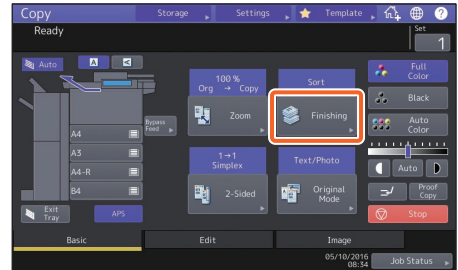 Copy
Storage
Settings
Template
Ready
Set
1
Auto
A
A
100 %
Org → Copy
Zoom
Sort
Finishing
Full
Color
Black
Auto
Color
Bypass
Feed
A4
A3
A4-R
B4
1→1
Simplex
2-Sided
Text/Photo
Original
Mode
Auto
Proof
Copy
Exit
Tray
APS
Stop
Basic
Edit
Image
05/10/2016
08:34
Job Status